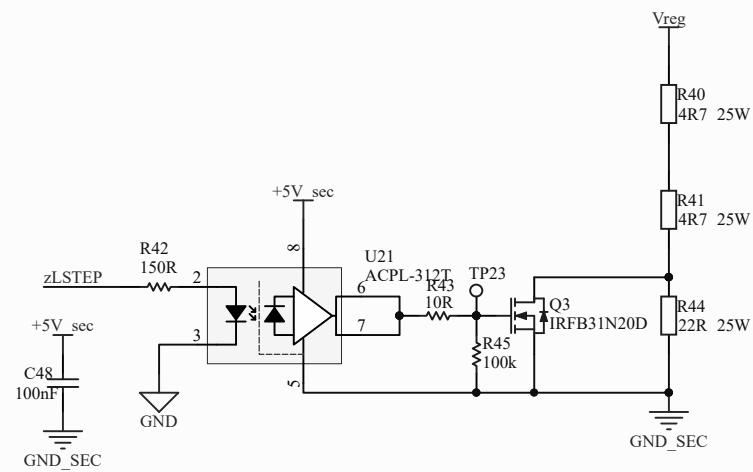 Vreg
R40
4R7 25W
R41
4R7 25W
+5V_sec
8
R42
150R
U21
ACPL-312T
TP23
zLSTEP
2
6
R43
10R
Q3
IRFB31N20D
R44
22R 25W
+5V_sec
3
7
R45
100k
C48
100nF
5
GND
GND_SEC
GND_SEC